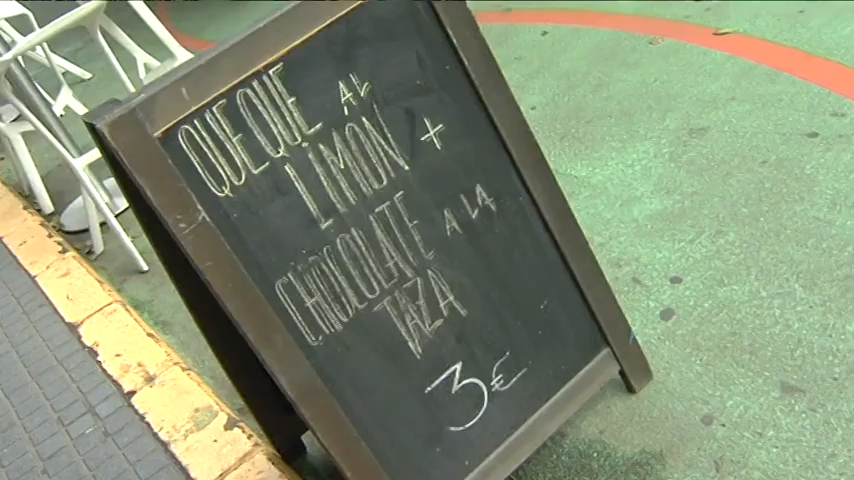 QUEQUE AL
LIMON +
CHOCOLATE A LA
TAZA
3€